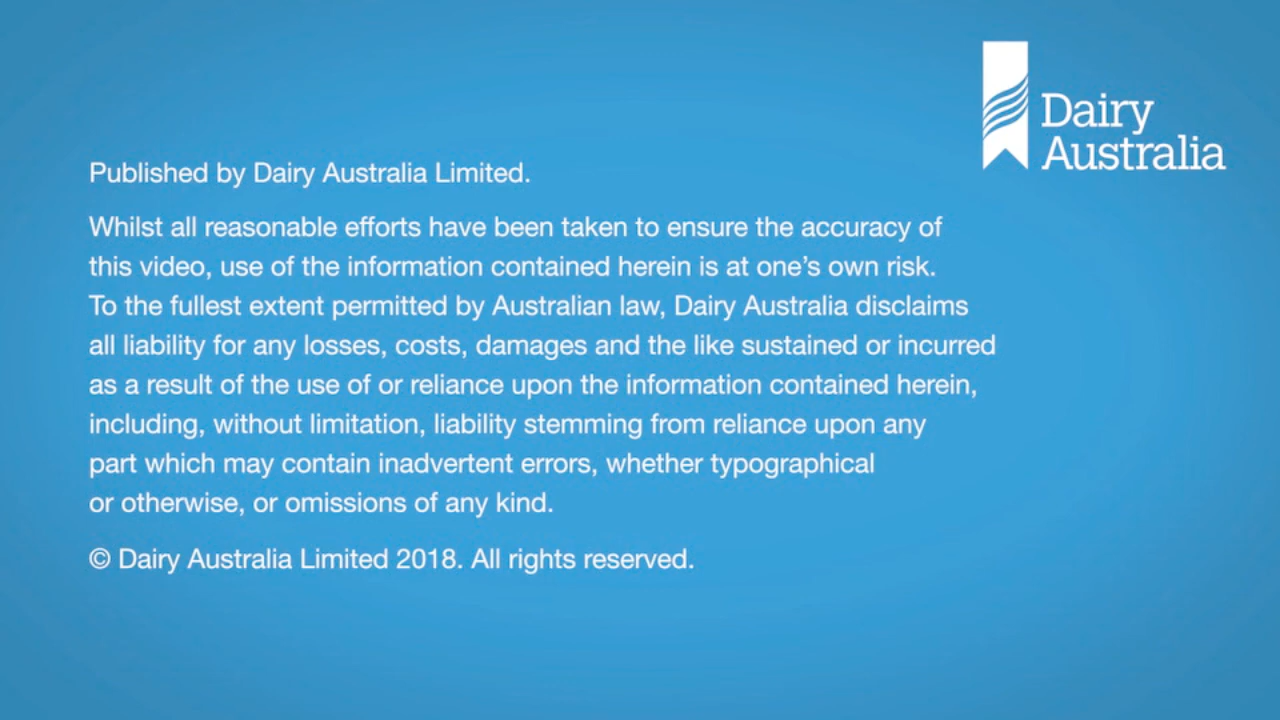 Dairy
Australia
Published by Dairy Australia Limited.
Whilst all reasonable efforts have been taken to ensure the accuracy of
this video, use of the information contained herein is at one’s own risk.
To the fullest extent permitted by Australian law, Dairy Australia disclaims
all liability for any losses, costs, damages and the like sustained or incurred
as a result of the use of or reliance upon the information contained herein,
including, without limitation, liability stemming from reliance upon any
part which may contain inadvertent errors, whether typographical
or otherwise, or omissions of any kind.
© Dairy Australia Limited 2018. All rights reserved.